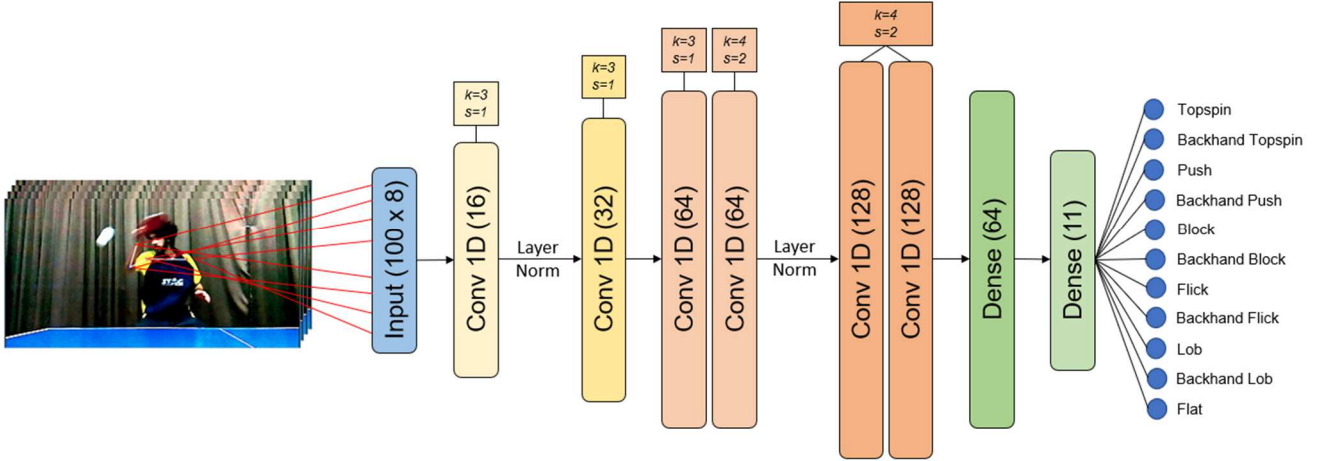 STAG
Input (100 x 8)
k=3
s=1
Conv 1D (16)
Layer
Norm
k=3
s=1
Conv 1D (32)
k=3
s=1
Conv 1D (64)
k=4
s=2
Conv 1D (64)
Layer
Norm
k=4
s=2
Conv 1D (128)
Conv 1D (128)
Dense (64)
Dense (11)
Topspin
Backhand Topspin
Push
Backhand Push
Block
Backhand Block
Flick
Backhand Flick
Lob
Backhand Lob
Flat